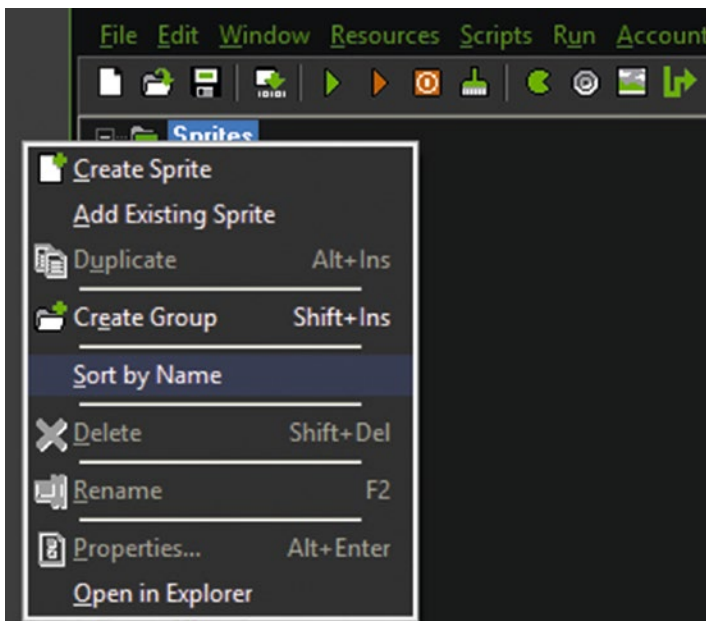 File Edit Window Resources Scripts Run Account
Sprites
Create Sprite
Add Existing Sprite
Duplicate Alt+Ins
Create Group Shift+Ins
Sort by Name
Delete Shift+Del
Rename F2
Properties... Alt+Enter
Open in Explorer